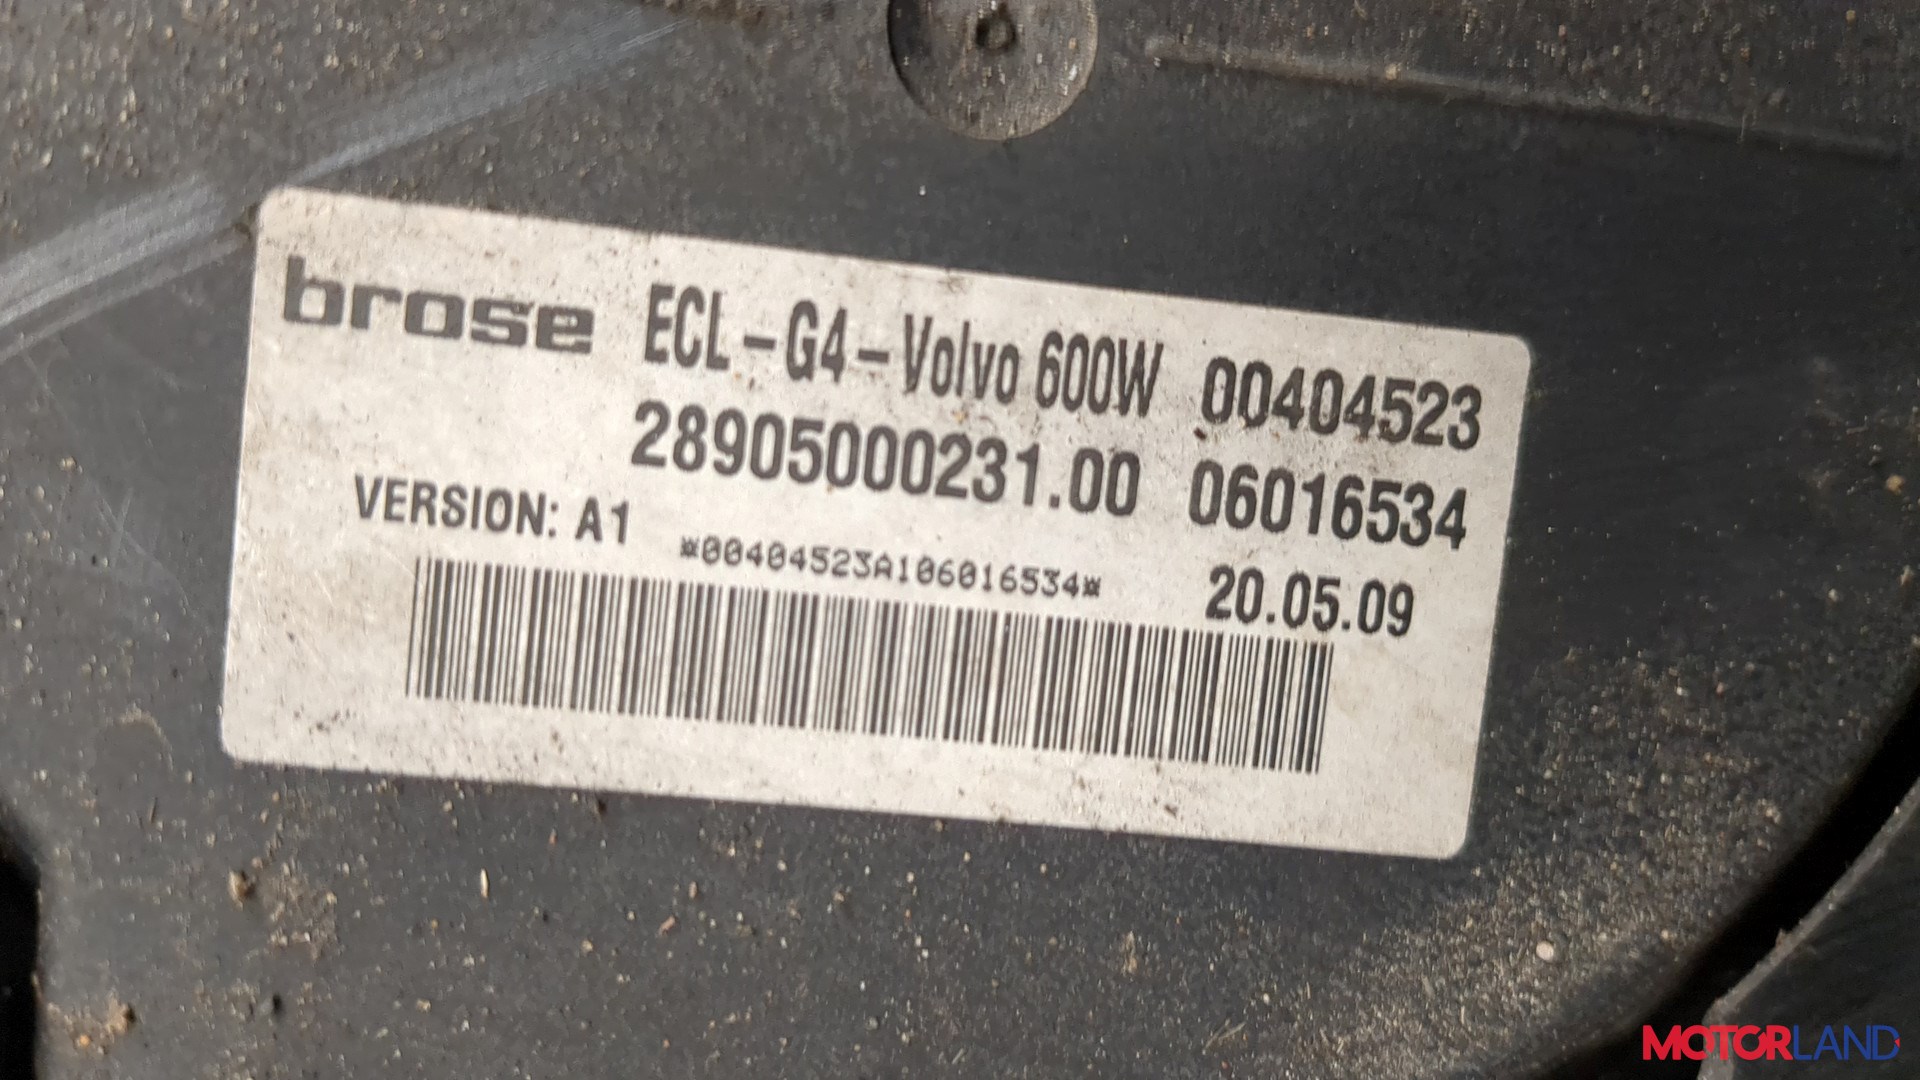 brose ECL-G4-Volvo 600W 00404523
28905000231.00 06016534
VERSION: A1 *00404523A106016534* 20.05.09
MOTORLAND